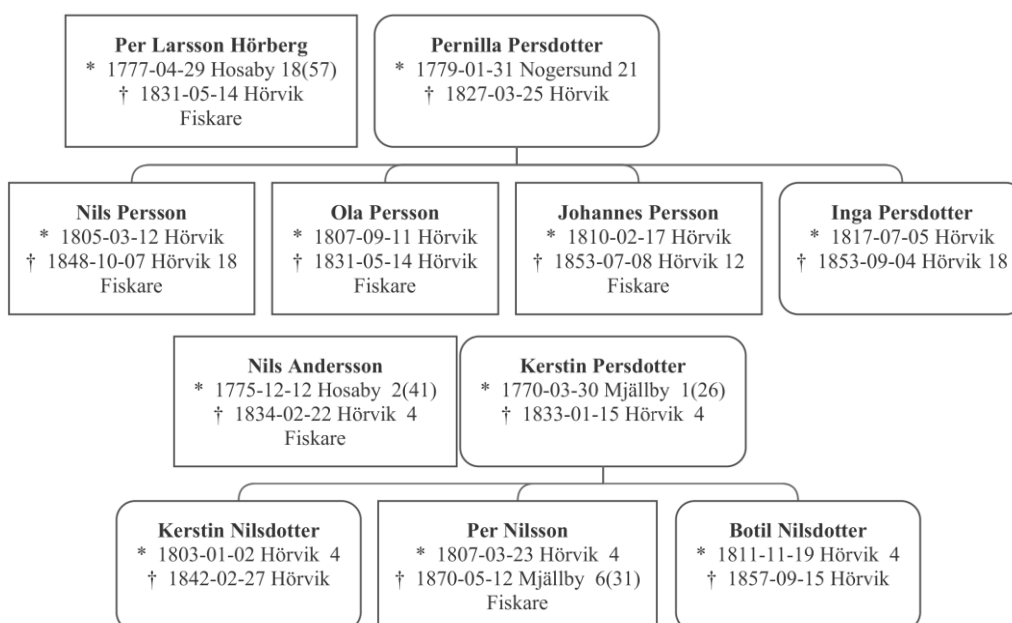 Per Larsson Hörberg
* 1777-04-29 Hosaby 18(57)
† 1831-05-14 Hörvik
Fiskare
Pernilla Persdotter
* 1779-01-31 Nogersund 21
† 1827-03-25 Hörvik
Nils Persson
* 1805-03-12 Hörvik
† 1848-10-07 Hörvik 18
Fiskare
Ola Persson
* 1807-09-11 Hörvik
† 1831-05-14 Hörvik
Fiskare
Johannes Persson
* 1810-02-17 Hörvik
† 1853-07-08 Hörvik 12
Fiskare
Inga Persdotter
* 1817-07-05 Hörvik
† 1853-09-04 Hörvik 18
Nils Andersson
* 1775-12-12 Hosaby 2(41)
† 1834-02-22 Hörvik 4
Fiskare
Kerstin Persdotter
* 1770-03-30 Mjällby 1(26)
† 1833-01-15 Hörvik 4
Kerstin Nilsdotter
* 1803-01-02 Hörvik 4
† 1842-02-27 Hörvik
Per Nilsson
* 1807-03-23 Hörvik 4
† 1870-05-12 Mjällby 6(31)
Fiskare
Botil Nilsdotter
* 1811-11-19 Hörvik 4
† 1857-09-15 Hörvik